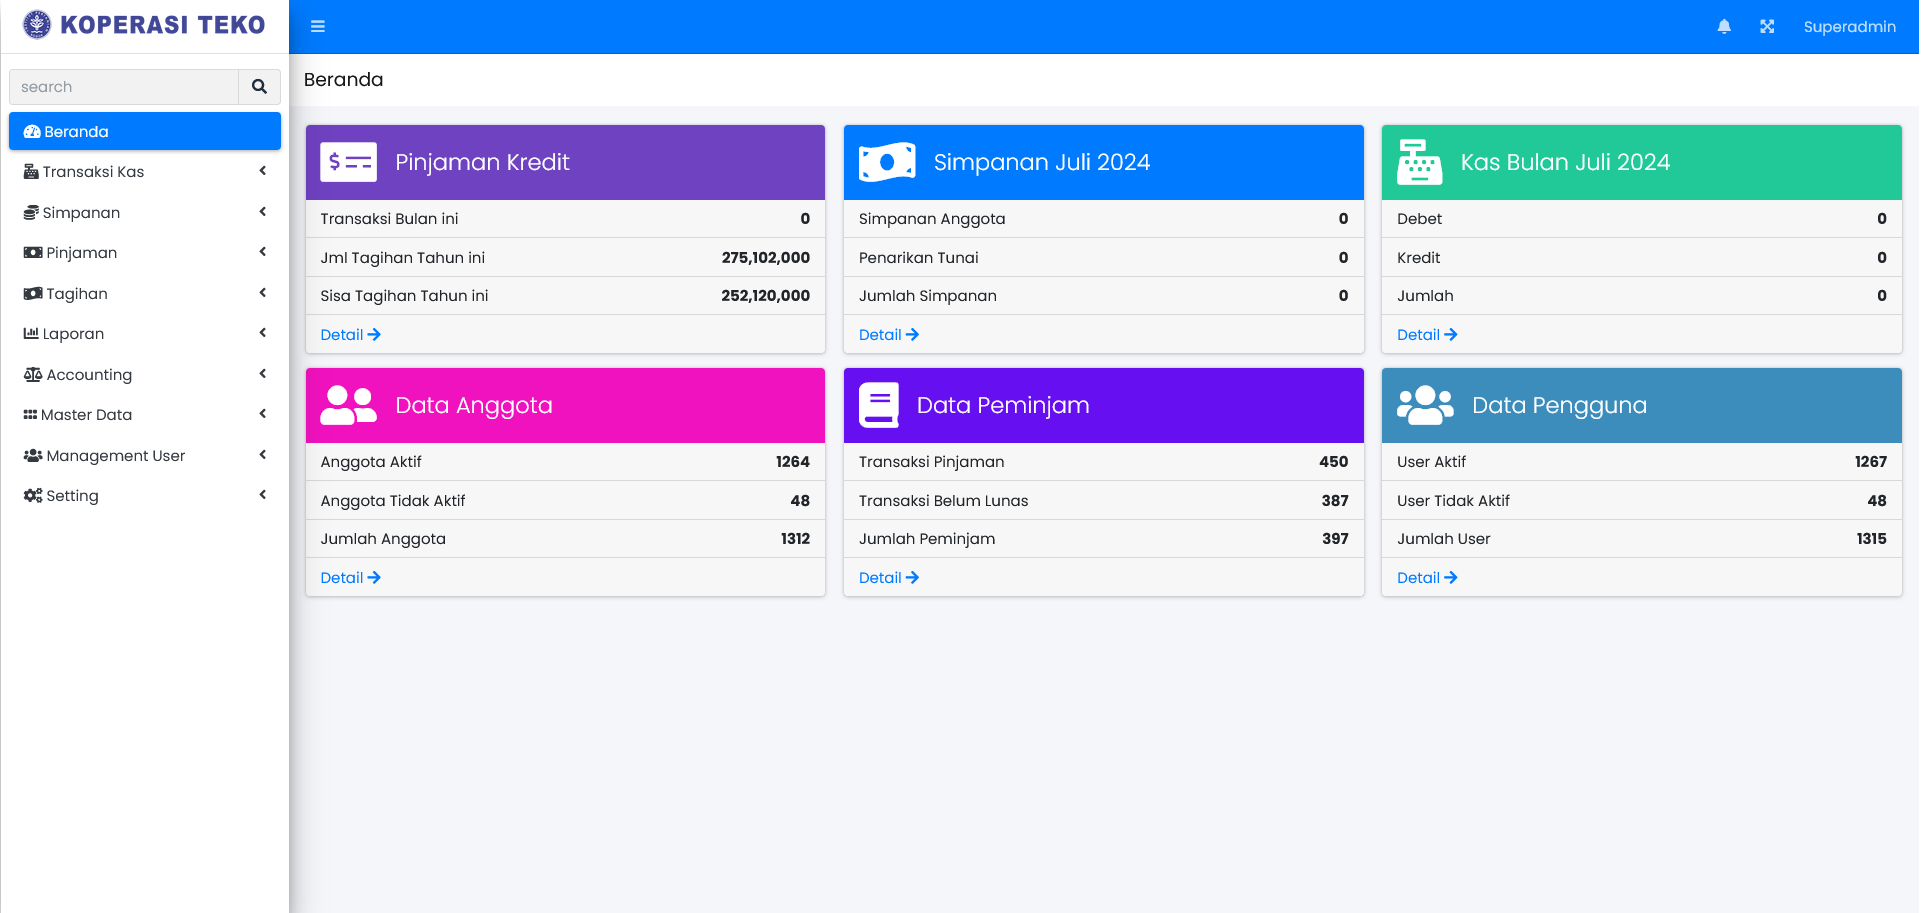 KOPERASI TEKO
Superadmin
search
Beranda
Transaksi Kas
Simpanan
Pinjaman
Tagihan
Laporan
Accounting
Master Data
Management User
Setting
Beranda
Pinjaman Kredit
Transaksi Bulan ini 0
Jml Tagihan Tahun ini 275,102,000
Sisa Tagihan Tahun ini 252,120,000
Detail
Simpanan Juli 2024
Simpanan Anggota 0
Penarikan Tunai 0
Jumlah Simpanan 0
Detail
Kas Bulan Juli 2024
Debet 0
Kredit 0
Jumlah 0
Detail
Data Anggota
Anggota Aktif 1264
Anggota Tidak Aktif 48
Jumlah Anggota 1312
Detail
Data Peminjam
Transaksi Pinjaman 450
Transaksi Belum Lunas 387
Jumlah Peminjam 397
Detail
Data Pengguna
User Aktif 1267
User Tidak Aktif 48
Jumlah User 1315
Detail